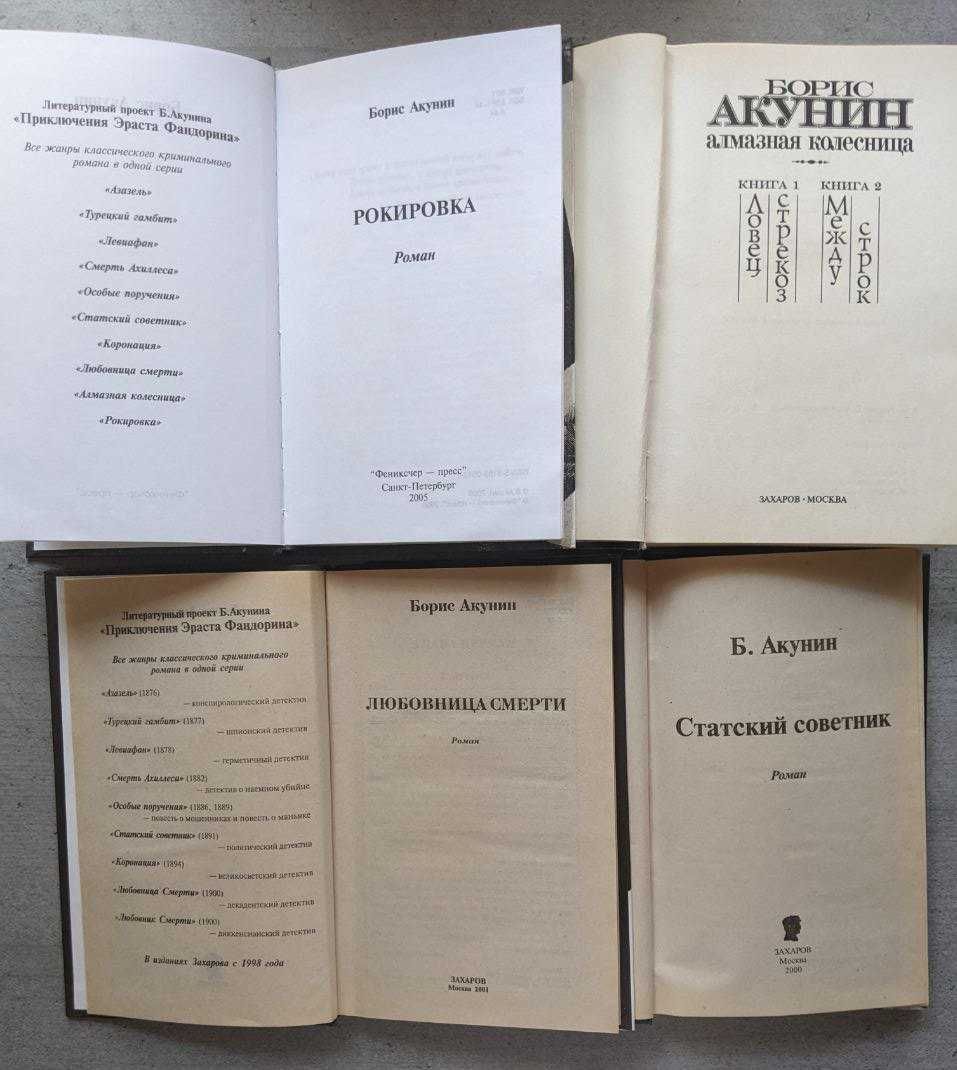 Литературный проект Б.Акунина
«Приключения Эраста Фандорина»
Все жанры классического криминального
романа в одной серии
«Азазель»
«Турецкий гамбит»
«Левиафан»
«Смерть Ахиллеса»
«Особые поручения»
«Статский советник»
«Коронация»
«Любовница смерти»
«Алмазная колесница»
«Рокировка»
Борис Акунин
РОКИРОВКА
Роман
"Фениксчер — пресс"
Санкт-Петербург
2005
БОРИС
АКУНИН
алмазная колесница
КНИГА 1 КНИГА 2
Ловец
стрекоз
Между
строк
ЗАХАРОВ • МОСКВА
Литературный проект Б.Акунина
«Приключения Эраста Фандорина»
Все жанры классического криминального
романа в одной серии
«Азазель» (1876)
— конспирологический детектив
«Турецкий гамбит» (1877)
— шпионский детектив
«Левиафан» (1878)
— герметичный детектив
«Смерть Ахиллеса» (1882)
— детектив о наемном убийце
«Особые поручения» (1886, 1889)
— повесть о мошенниках и повесть о маньяке
«Статский советник» (1891)
— политический детектив
«Коронация» (1894)
— великосветский детектив
«Любовница Смерти» (1900)
— декадентский детектив
«Любовник Смерти» (1900)
— диккенсианский детектив
В изданиях Захарова с 1998 года
Борис Акунин
ЛЮБОВНИЦА СМЕРТИ
Роман
ЗАХАРОВ
Москва 2001
Б. Акунин
Статский советник
Роман
ЗАХАРОВ
Москва
2000